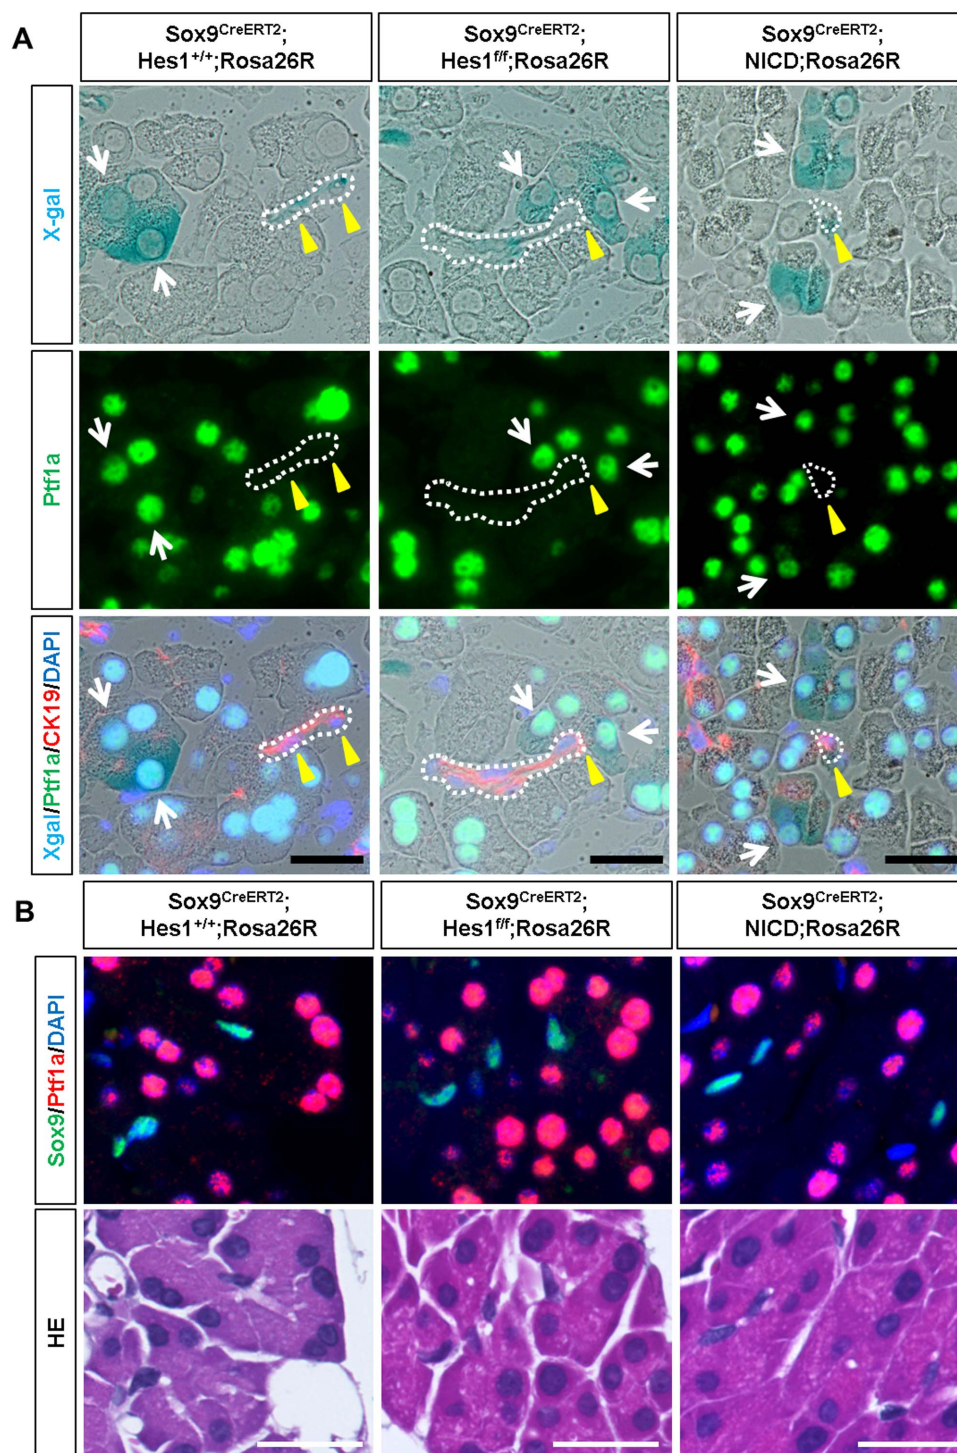 A
Sox9CreERT2;
Hes1+/+;Rosa26R
Sox9CreERT2;
Hes1f/f;Rosa26R
Sox9CreERT2;
NICD;Rosa26R
X-gal
Ptf1a
Xgal/Ptf1a/CK19/DAPI
B
Sox9CreERT2;
Hes1+/+;Rosa26R
Sox9CreERT2;
Hes1f/f;Rosa26R
Sox9CreERT2;
NICD;Rosa26R
Sox9/Ptf1a/DAPI
HE